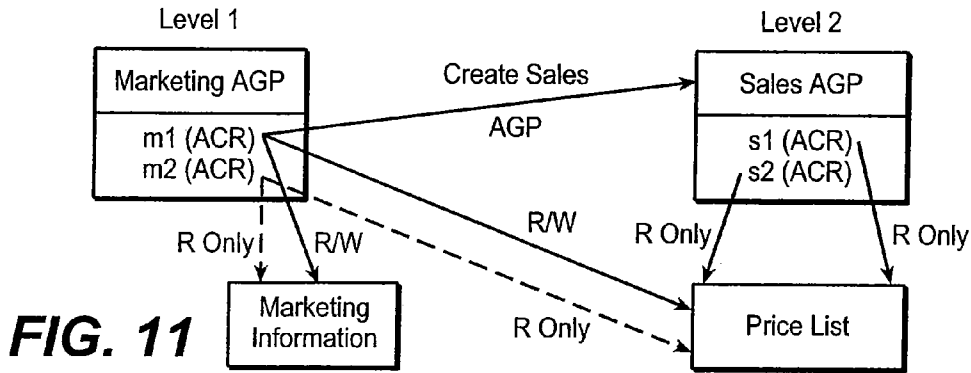 Level 1
Level 2
Marketing AGP
Create Sales
AGP
Sales AGP
m1 (ACR)
m2 (ACR)
s1 (ACR)
s2 (ACR)
R Only
R/W
R/W
R Only
R Only
Marketing
Information
R Only
Price List
FIG. 11